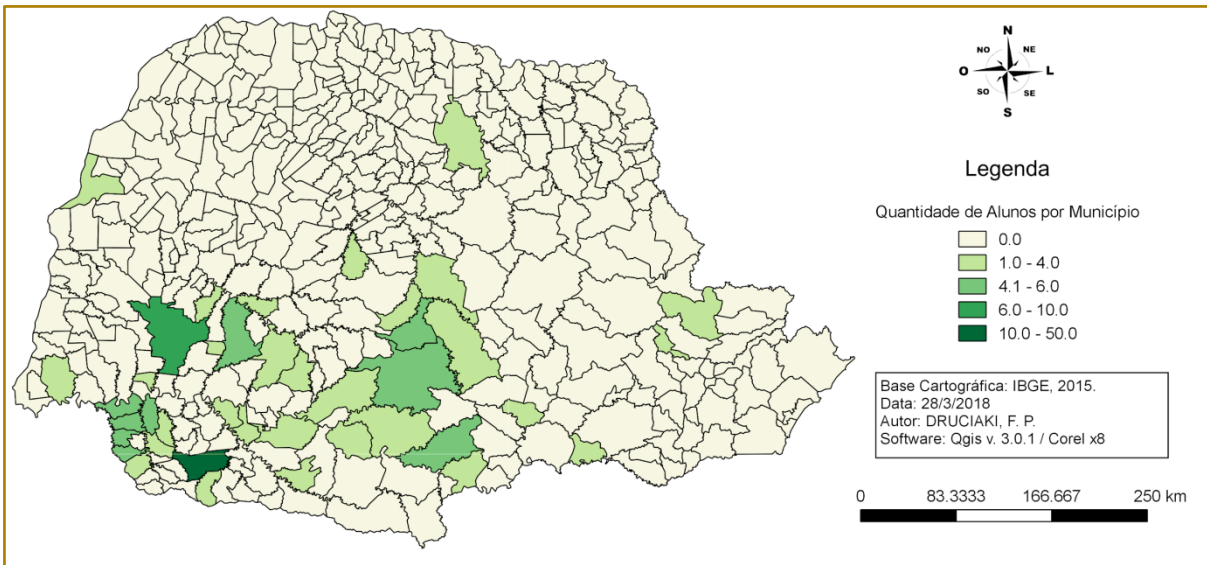 N
NO NE
O L
SO SE
S
Legenda
Quantidade de Alunos por Município
0.0
1.0 - 4.0
4.1 - 6.0
6.0 - 10.0
10.0 - 50.0
Base Cartográfica: IBGE, 2015.
Data: 28/3/2018
Autor: DRUCIAKI, F. P.
Software: Qgis v. 3.0.1 / Corel x8
0 83.3333 166.667 250 km